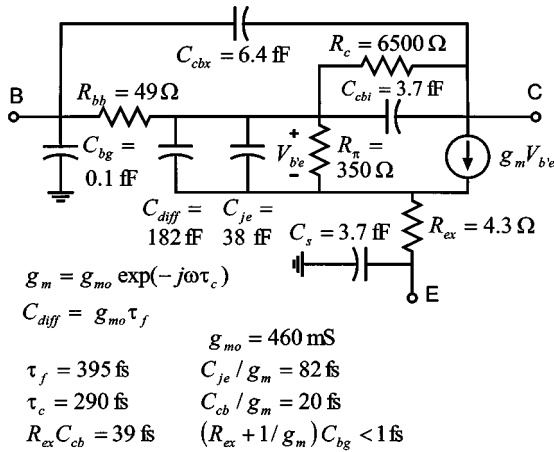 C_cbx = 6.4 fF
R_c = 6500 Ω
C_cbi = 3.7 fF
B
R_bb = 49 Ω
C
C_bg =
0.1 fF
+
V_b'e
-
R_π =
350 Ω
g_m V_b'e
C_diff =
182 fF
C_je =
38 fF
C_s = 3.7 fF
R_ex = 4.3 Ω
E
g_m = g_mo exp(−jωτ_c)
C_diff = g_mo τ_f
g_mo = 460 mS
τ_f = 395 fs
C_je / g_m = 82 fs
τ_c = 290 fs
C_cb / g_m = 20 fs
R_ex C_cb = 39 fs
(R_ex + 1/g_m) C_bg < 1 fs